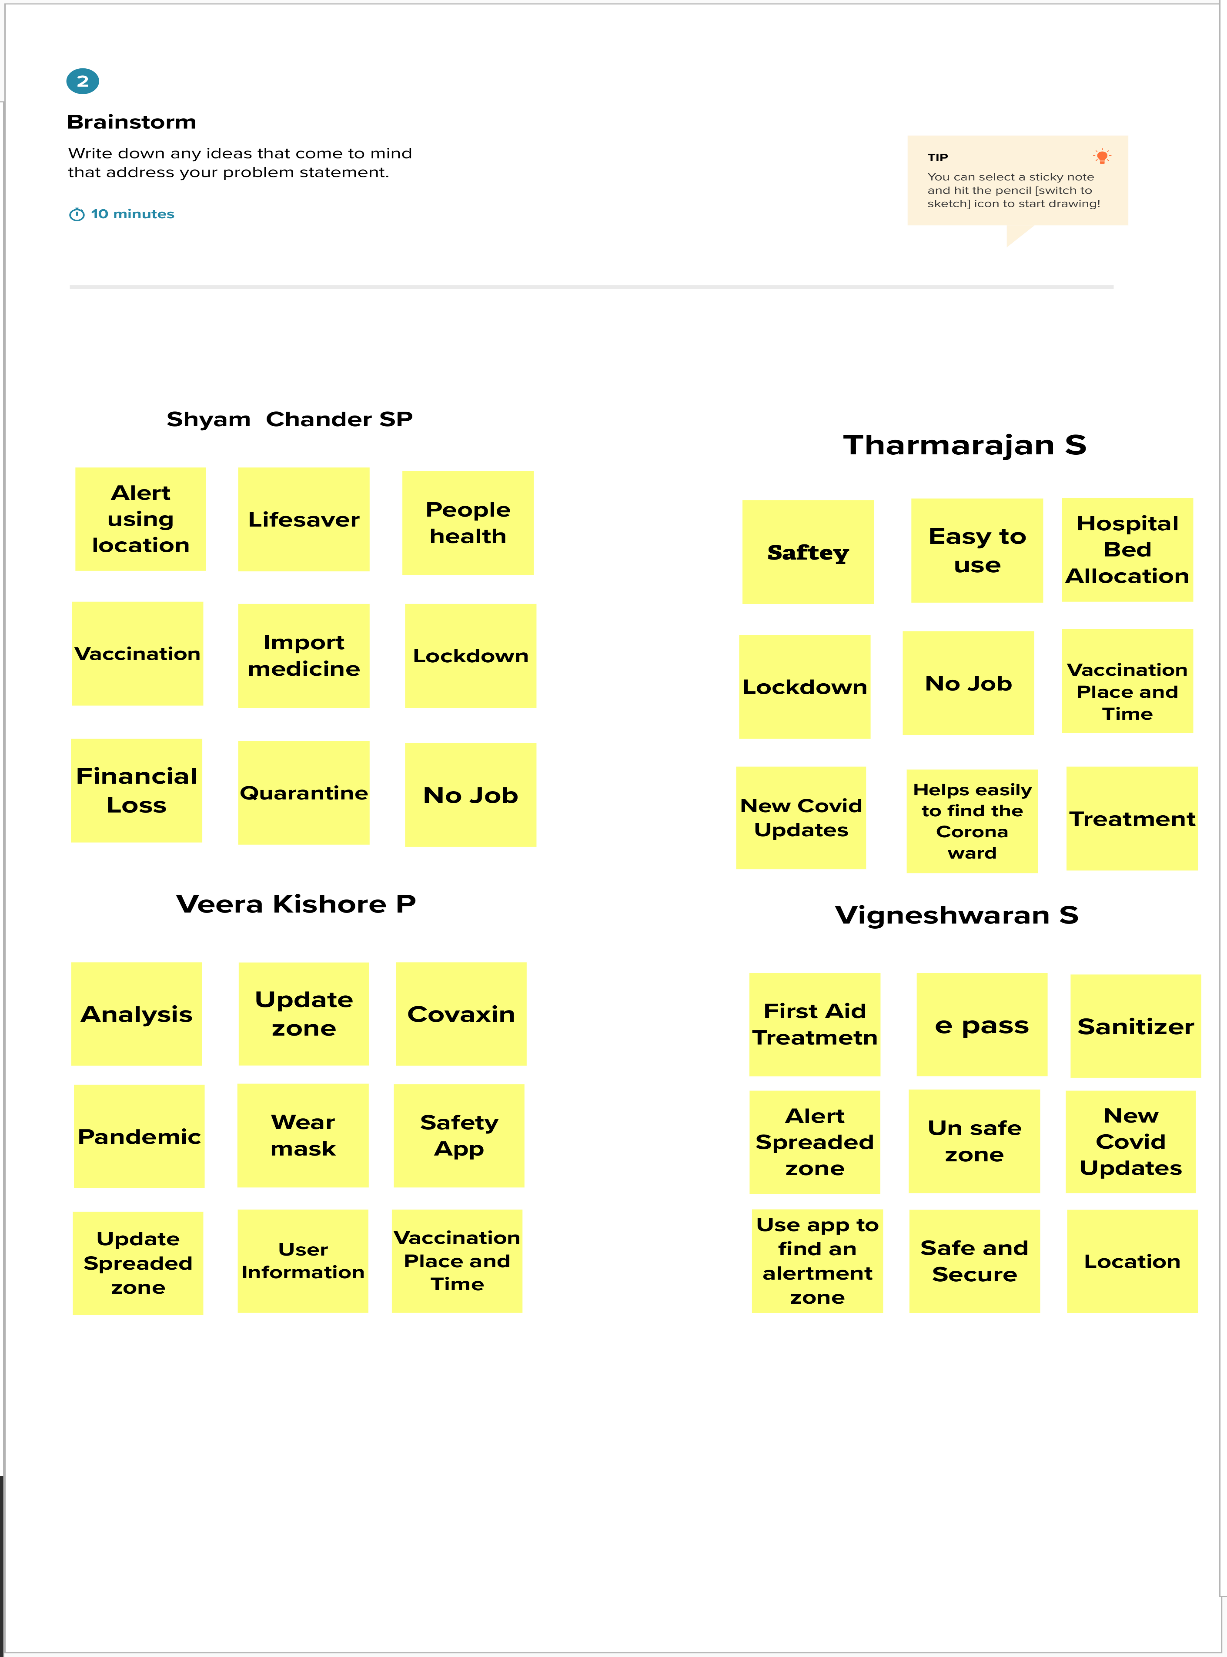 2
Brainstorm
Write down any ideas that come to mind
that address your problem statement.
10 minutes
TIP
You can select a sticky note
and hit the pencil [switch to
sketch] icon to start drawing!
Shyam  Chander SP
Alert
using
location
Lifesaver
People
health
Vaccination
Import
medicine
Lockdown
Financial
Loss
Quarantine
No Job
Tharmarajan S
Saftey
Easy to
use
Hospital
Bed
Allocation
Lockdown
No Job
Vaccination
Place and
Time
New Covid
Updates
Helps easily
to find the
Corona
ward
Treatment
Veera Kishore P
Analysis
Update
zone
Covaxin
Pandemic
Wear
mask
Safety
App
Update
Spreaded
zone
User
Information
Vaccination
Place and
Time
Vigneshwaran S
First Aid
Treatmetn
e pass
Sanitizer
Alert
Spreaded
zone
Un safe
zone
New
Covid
Updates
Use app to
find an
alertment
zone
Safe and
Secure
Location